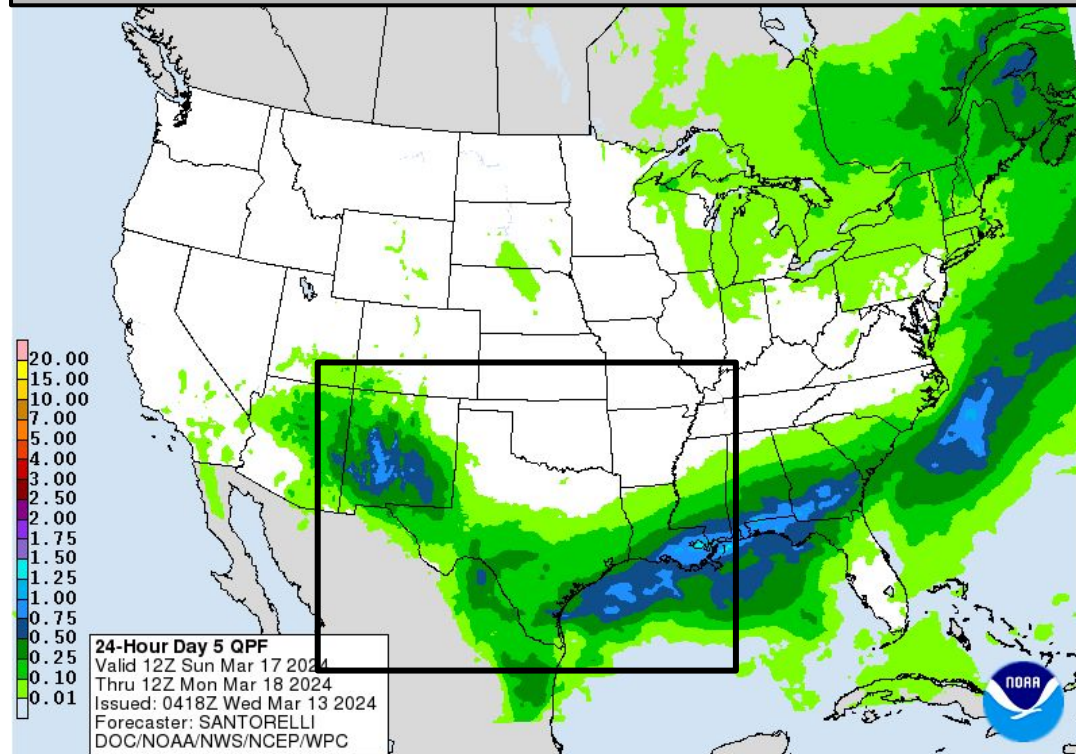 20.00
15.00
10.00
7.00
5.00
4.00
3.00
2.50
2.00
1.75
1.50
1.25
1.00
0.75
0.50
0.25
0.10
0.01
24-Hour Day 5 QPF
Valid 12Z Sun Mar 17 2024
Thru 12Z Mon Mar 18 2024
Issued: 0418Z Wed Mar 13 2024
Forecaster: SANTORELLI
DOC/NOAA/NWS/NCEP/WPC
NOAA